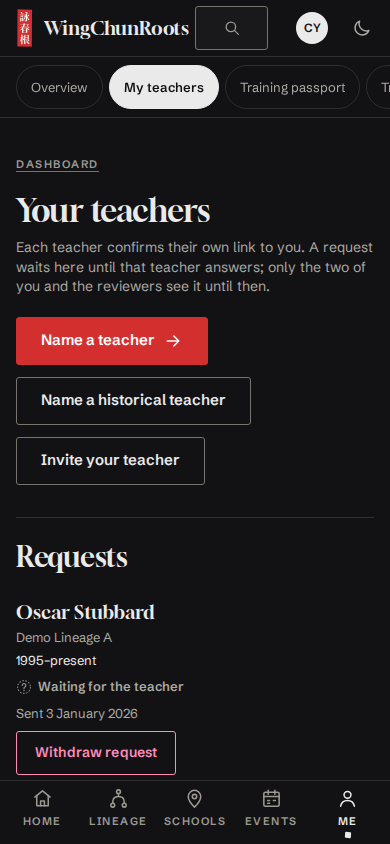 詠春根
WingChunRoots
CY
Overview
My teachers
Training passport
DASHBOARD
Your teachers
Each teacher confirms their own link to you. A request
waits here until that teacher answers; only the two of
you and the reviewers see it until then.
Name a teacher
Name a historical teacher
Invite your teacher
Requests
Oscar Stubbard
Demo Lineage A
1995–present
Waiting for the teacher
Sent 3 January 2026
Withdraw request
HOME
LINEAGE
SCHOOLS
EVENTS
ME